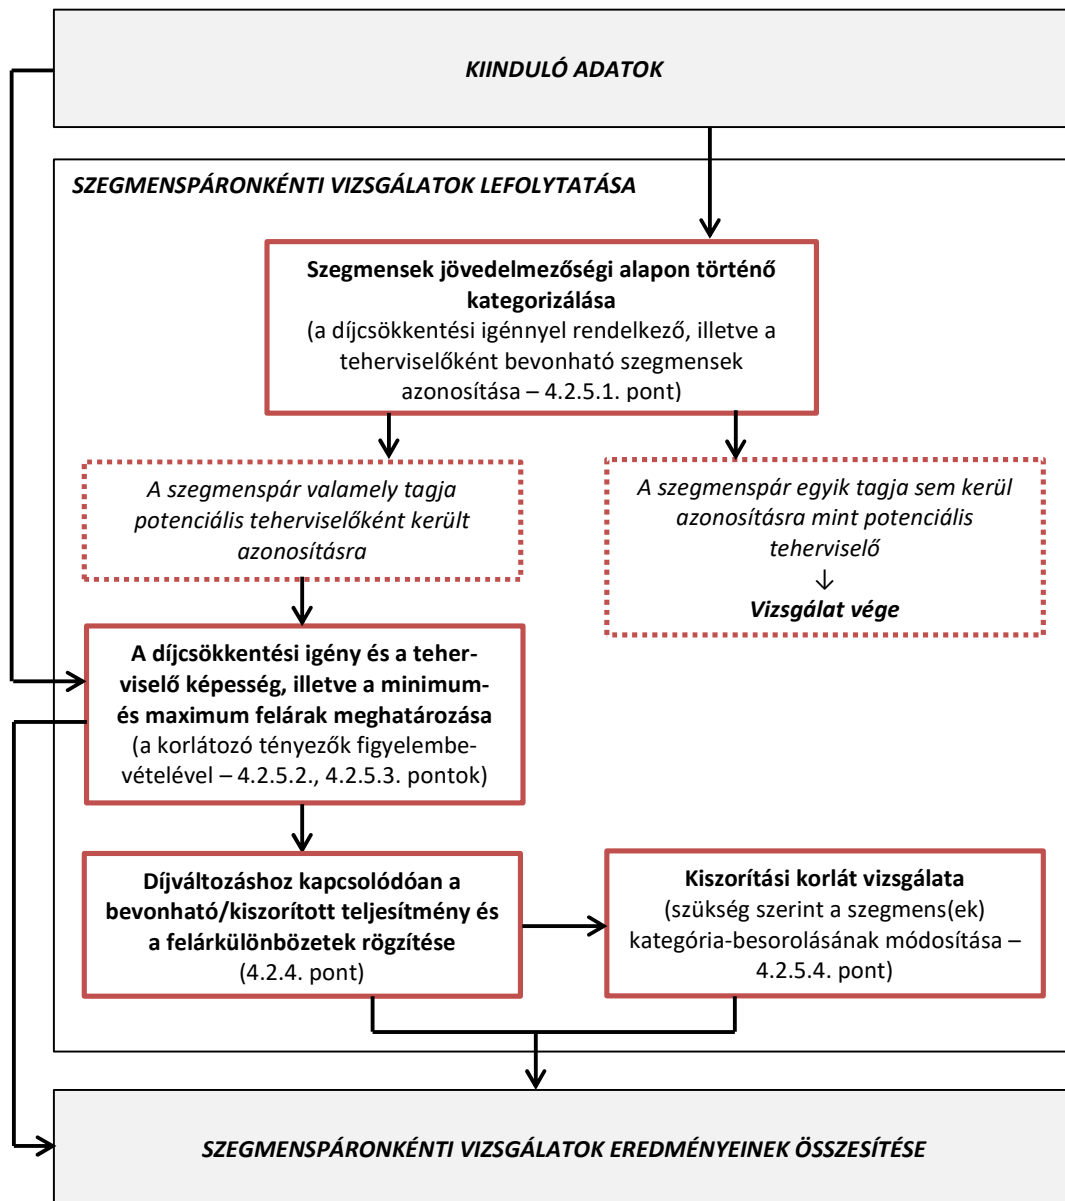 KIINDULÓ ADATOK
SZEGMENSPÁRONKÉNTI VIZSGÁLATOK LEFOLYTATÁSA
Szegmensek jövedelmezőségi alapon történő
kategorizálása
(a díjcsökkentési igénnyel rendelkező, illetve a
teherviselőként bevonható szegmensek
azonosítása – 4.2.5.1. pont)
A szegmenspár valamely tagja
potenciális teherviselőként került
azonosításra
A szegmenspár egyik tagja sem kerül
azonosításra mint potenciális
teherviselő
↓
Vizsgálat vége
A díjcsökkentési igény és a teher-
viselő képesség, illetve a minimum-
és maximum felárak meghatározása
(a korlátozó tényezők figyelembe-
vételével – 4.2.5.2., 4.2.5.3. pontok)
Díjváltozáshoz kapcsolódóan a
bevonható/kiszorított teljesítmény és
a felárkülönbözetek rögzítése
(4.2.4. pont)
Kiszorítási korlát vizsgálata
(szükség szerint a szegmens(ek)
kategória-besorolásának módosítása –
4.2.5.4. pont)
SZEGMENSPÁRONKÉNTI VIZSGÁLATOK EREDMÉNYEINEK ÖSSZESÍTÉSE